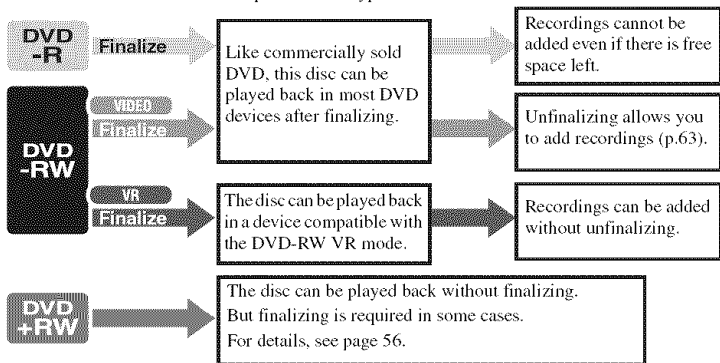 DVD
-R
Finalize
Like commercially sold
DVD, this disc can be
played back in most DVD
devices after finalizing.
Recordings cannot be
added even if there is free
space left.
DVD
-RW
VIDEO
Finalize
Unfinalizing allows you
to add recordings (p.63).
VR
Finalize
The disc can be played back
in a device compatible with
the DVD-RW VR mode.
Recordings can be added
without unfinalizing.
DVD
+RW
The disc can be played back without finalizing.
But finalizing is required in some cases.
For details, see page 56.